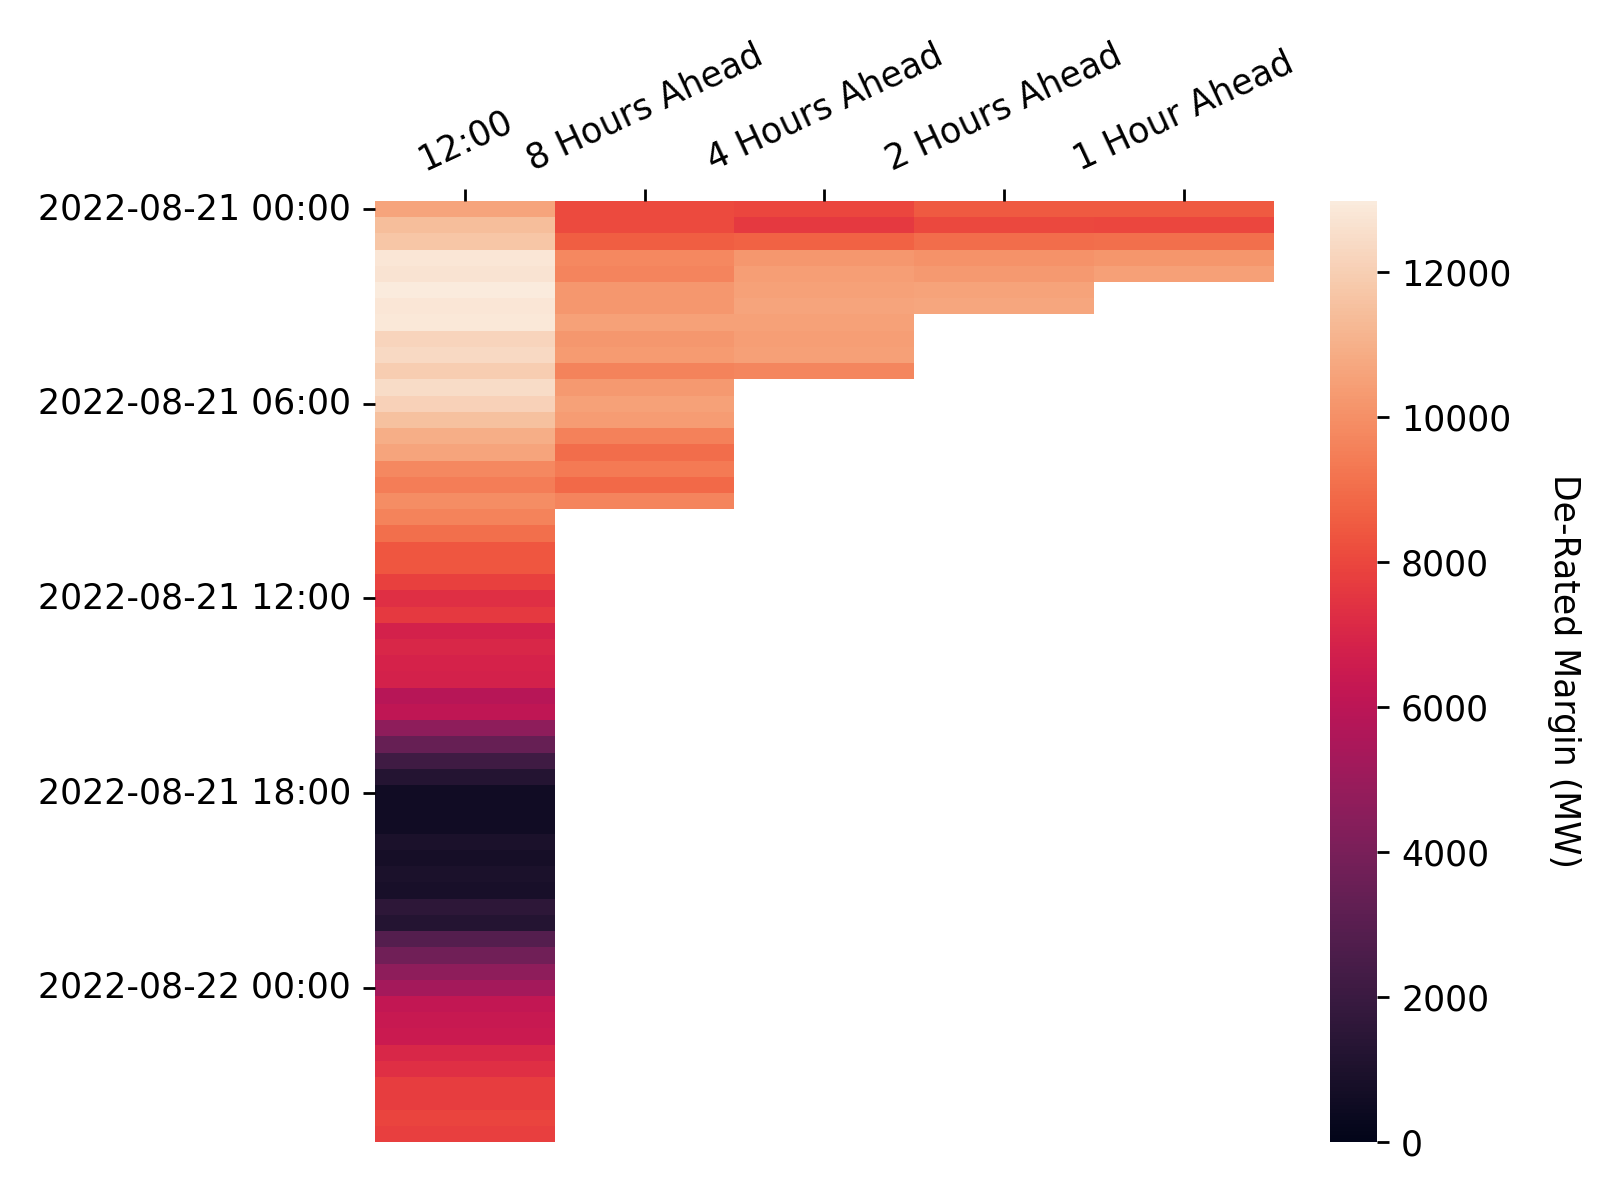 12:00
8 Hours Ahead
4 Hours Ahead
2 Hours Ahead
1 Hour Ahead
2022-08-21 00:00
2022-08-21 06:00
2022-08-21 12:00
2022-08-21 18:00
2022-08-22 00:00
12000
10000
8000
6000
4000
2000
0
De-Rated Margin (MW)